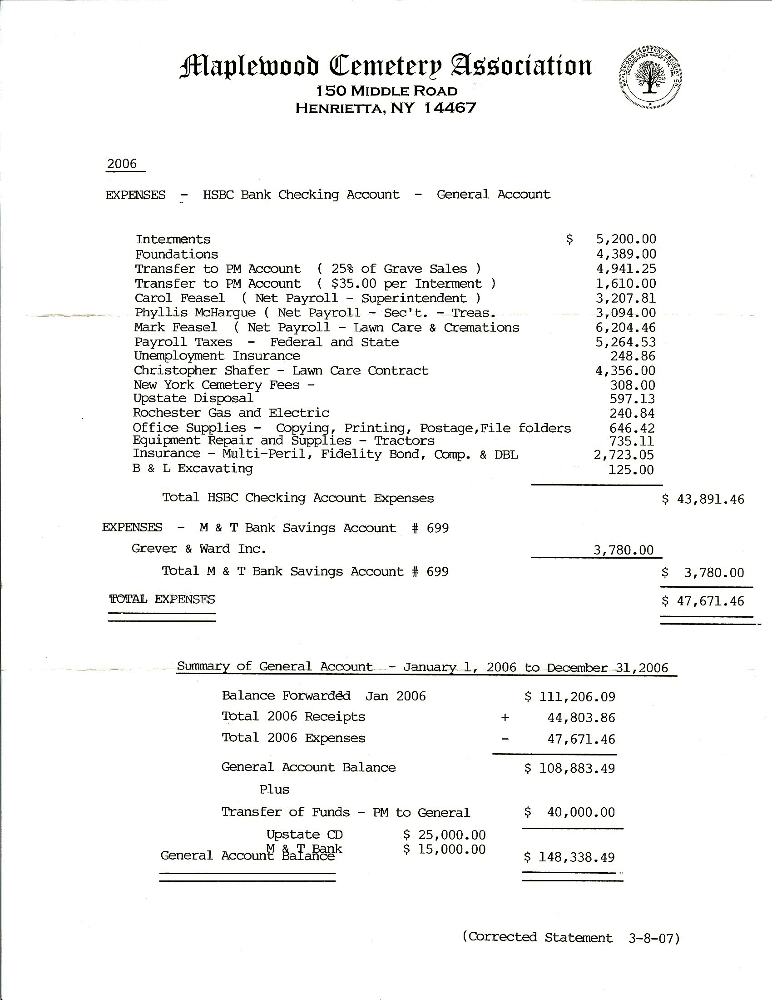 Maplewood Cemetery Association
150 MIDDLE ROAD
HENRIETTA, NY 14467
MAPLEWOOD CEMETERY ASSOCIATION.
INCORPORATED MARCH
2006
EXPENSES - HSBC Bank Checking Account - General Account
Interments $ 5,200.00
Foundations 4,389.00
Transfer to PM Account ( 25% of Grave Sales ) 4,941.25
Transfer to PM Account ( $35.00 per Interment ) 1,610.00
Carol Feasel ( Net Payroll - Superintendent ) 3,207.81
Phyllis McHargue ( Net Payroll - Sec't. - Treas. 3,094.00
Mark Feasel ( Net Payroll - Lawn Care & Cremations 6,204.46
Payroll Taxes - Federal and State 5,264.53
Unemployment Insurance 248.86
Christopher Shafer - Lawn Care Contract 4,356.00
New York Cemetery Fees - 308.00
Upstate Disposal 597.13
Rochester Gas and Electric 240.84
Office Supplies - Copying, Printing, Postage,File folders 646.42
Equipment Repair and Supplies - Tractors 735.11
Insurance - Multi-Peril, Fidelity Bond, Comp. & DBL 2,723.05
B & L Excavating 125.00
Total HSBC Checking Account Expenses $ 43,891.46
EXPENSES - M & T Bank Savings Account # 699
Grever & Ward Inc. 3,780.00
Total M & T Bank Savings Account # 699 $ 3,780.00
TOTAL EXPENSES $ 47,671.46
Summary of General Account - January 1, 2006 to December 31,2006
Balance Forwarded Jan 2006 $ 111,206.09
Total 2006 Receipts + 44,803.86
Total 2006 Expenses - 47,671.46
General Account Balance $ 108,883.49
Plus
Transfer of Funds - PM to General $ 40,000.00
Upstate CD $ 25,000.00
M & T Bank $ 15,000.00
General Account Balance $ 148,338.49
(Corrected Statement 3-8-07)